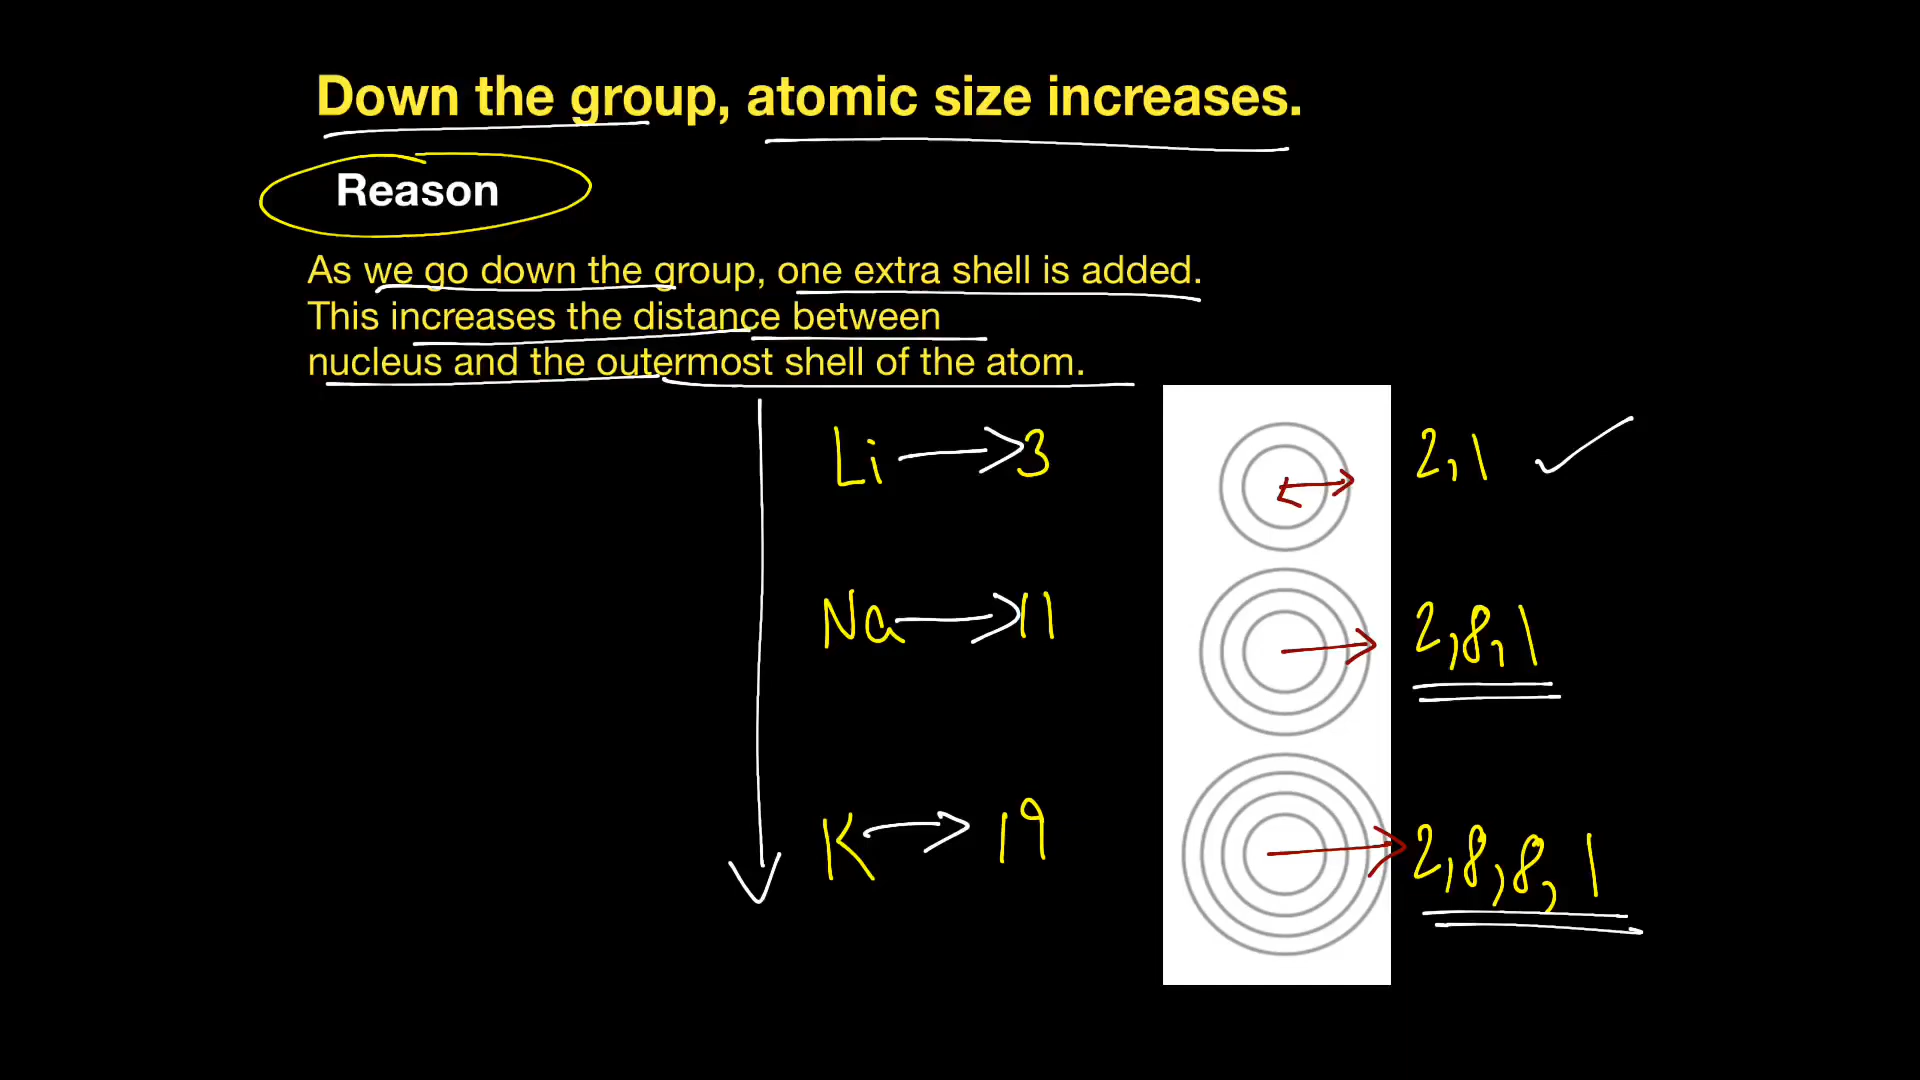 Down the group, atomic size increases.
Reason
As we go down the group, one extra shell is added.
This increases the distance between
nucleus and the outermost shell of the atom.
Li → 3 2,1 ✓
Na → 11 2,8,1
K → 19 2,8,8,1